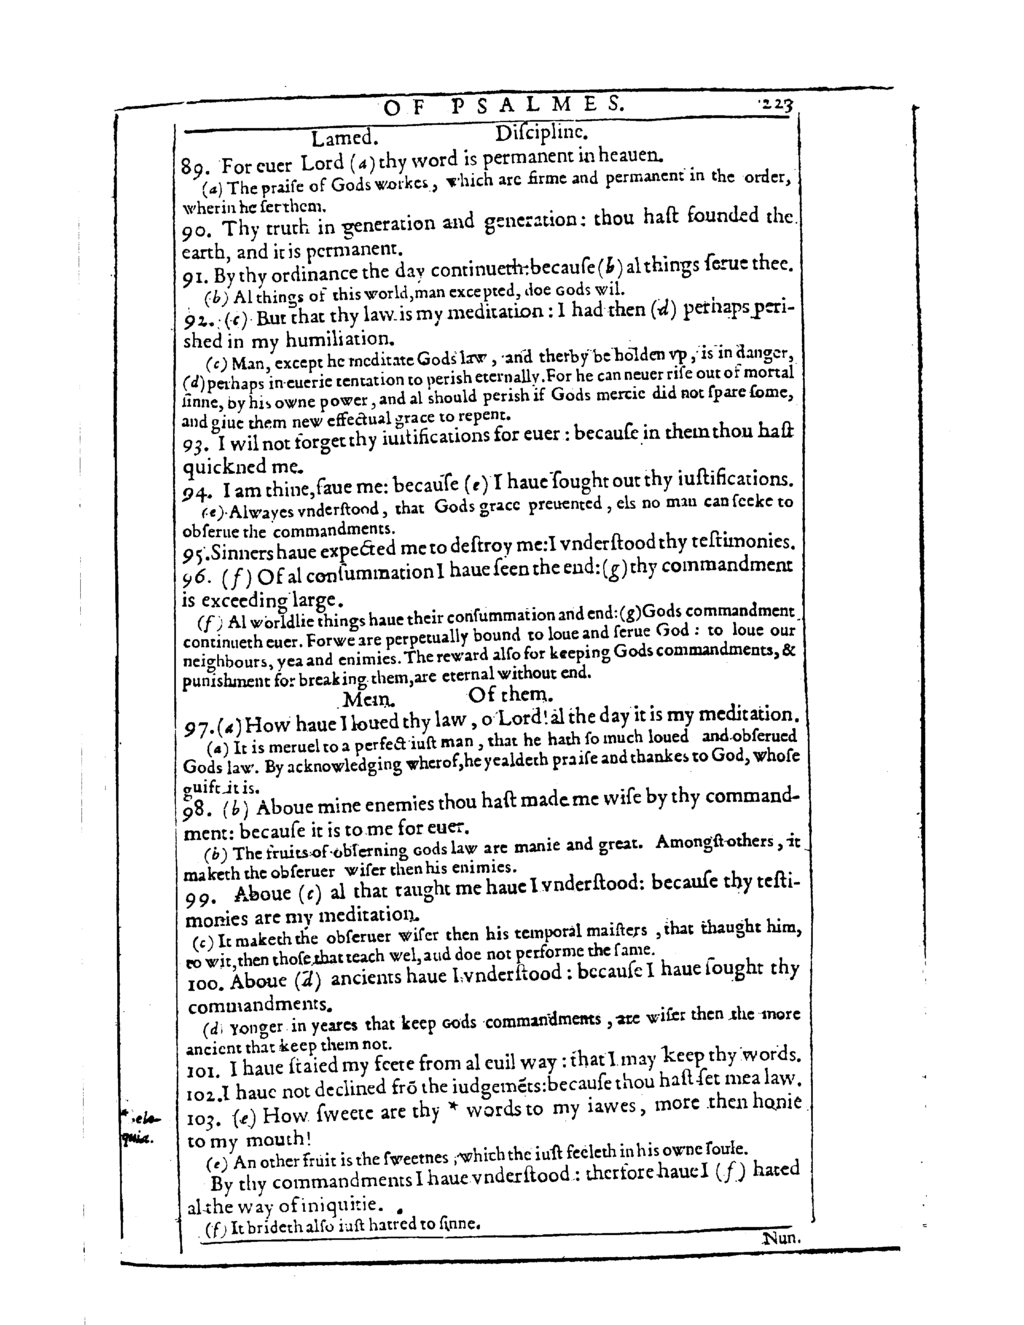 OF PSALMES. 223
Lamed. Diſcipline.
89. For euer Lord (a) thy word is permanent in heauen.
(a) The praiſe of Gods workes, which are firme and permanent in the order,
wherin he ſet them.
90. Thy truth in generation and generation: thou haſt founded the
earth, and it is permanent.
91. By thy ordinance the day continueth: becauſe (b) al things ſerue thee.
(b) Al things of this world, man excepted, doe Gods wil.
92. (c) But that thy law is my meditation: I had then (d) perhaps peri-
shed in my humiliation.
(c) Man, except he meditate Gods law, and therby be holden vp, is in danger,
(d) perhaps in euerie tentation to perish eternally. For he can neuer riſe out of mortal
ſinne, by his owne power, and al should perish if Gods mercie did not ſpare ſome,
and giue them new effectual grace to repent.
93. I wil not forget thy iuſtifications for euer: becauſe in them thou haſt
quickned me.
94. I am thine, ſaue me: becauſe (e) I haue ſought out thy iuſtifications.
(e) Alwayes vnderſtood, that Gods grace preuented, els no man can ſeeke to
obſerue the commandments.
95. Sinners haue expected me to deſtroy me: I vnderſtood thy teſtimonies.
96. (f) Of al conſummation I haue ſeen the end: (g) thy commandment
is exceeding large.
(f) Al worldlie things haue their conſummation and end: (g) Gods commandment
continueth euer. For we are perpetually bound to loue and ſerue God: to loue our
neighbours, yea and enimies. The reward alſo for keeping Gods commandments, &
punishment for breaking them, are eternal without end.
Mem. Of them.
97. (a) How haue I loued thy law, o Lord! al the day it is my meditation.
(a) It is meruel to a perfect iuſt man, that he hath ſo much loued and obſerued
Gods law. By acknowledging wherof, he yealdeth praiſe and thankes to God, whoſe
guift it is.
98. (b) Aboue mine enemies thou haſt made me wiſe by thy command-
ment: becauſe it is to me for euer.
(b) The fruits of obſerning Gods law are manie and great. Amongſt others, it
maketh the obſeruer wiſer then his enimies.
99. Aboue (c) al that taught me haue I vnderſtood: becauſe thy teſti-
monies are my meditation.
(c) It maketh the obſeruer wiſer then his temporal maiſters, that thaught him,
to wit, then thoſe that teach wel, aud doe not performe the ſame.
100. Aboue (d) ancients haue I vnderſtood: becauſe I haue ſought thy
commandments.
(d) Yonger in yeares that keep Gods commandments, are wiſer then the more
ancient that keep them not.
101. I haue ſtaied my feete from al euil way: that I may keep thy words.
102. I haue not declined frō the iudgemēts: becauſe thou haſt ſet me a law.
103. (e) How ſweete are thy * words to my iawes, more then honie
* elo-
quia.
to my mouth!
(e) An other fruit is the ſweetnes, which the iuſt feeleth in his owne ſoule.
By thy commandments I haue vnderſtood: therfore haue I (f) hated
al the way of iniquitie.
(f) It brideth alſo iuſt hatred to ſinne.
Nun.